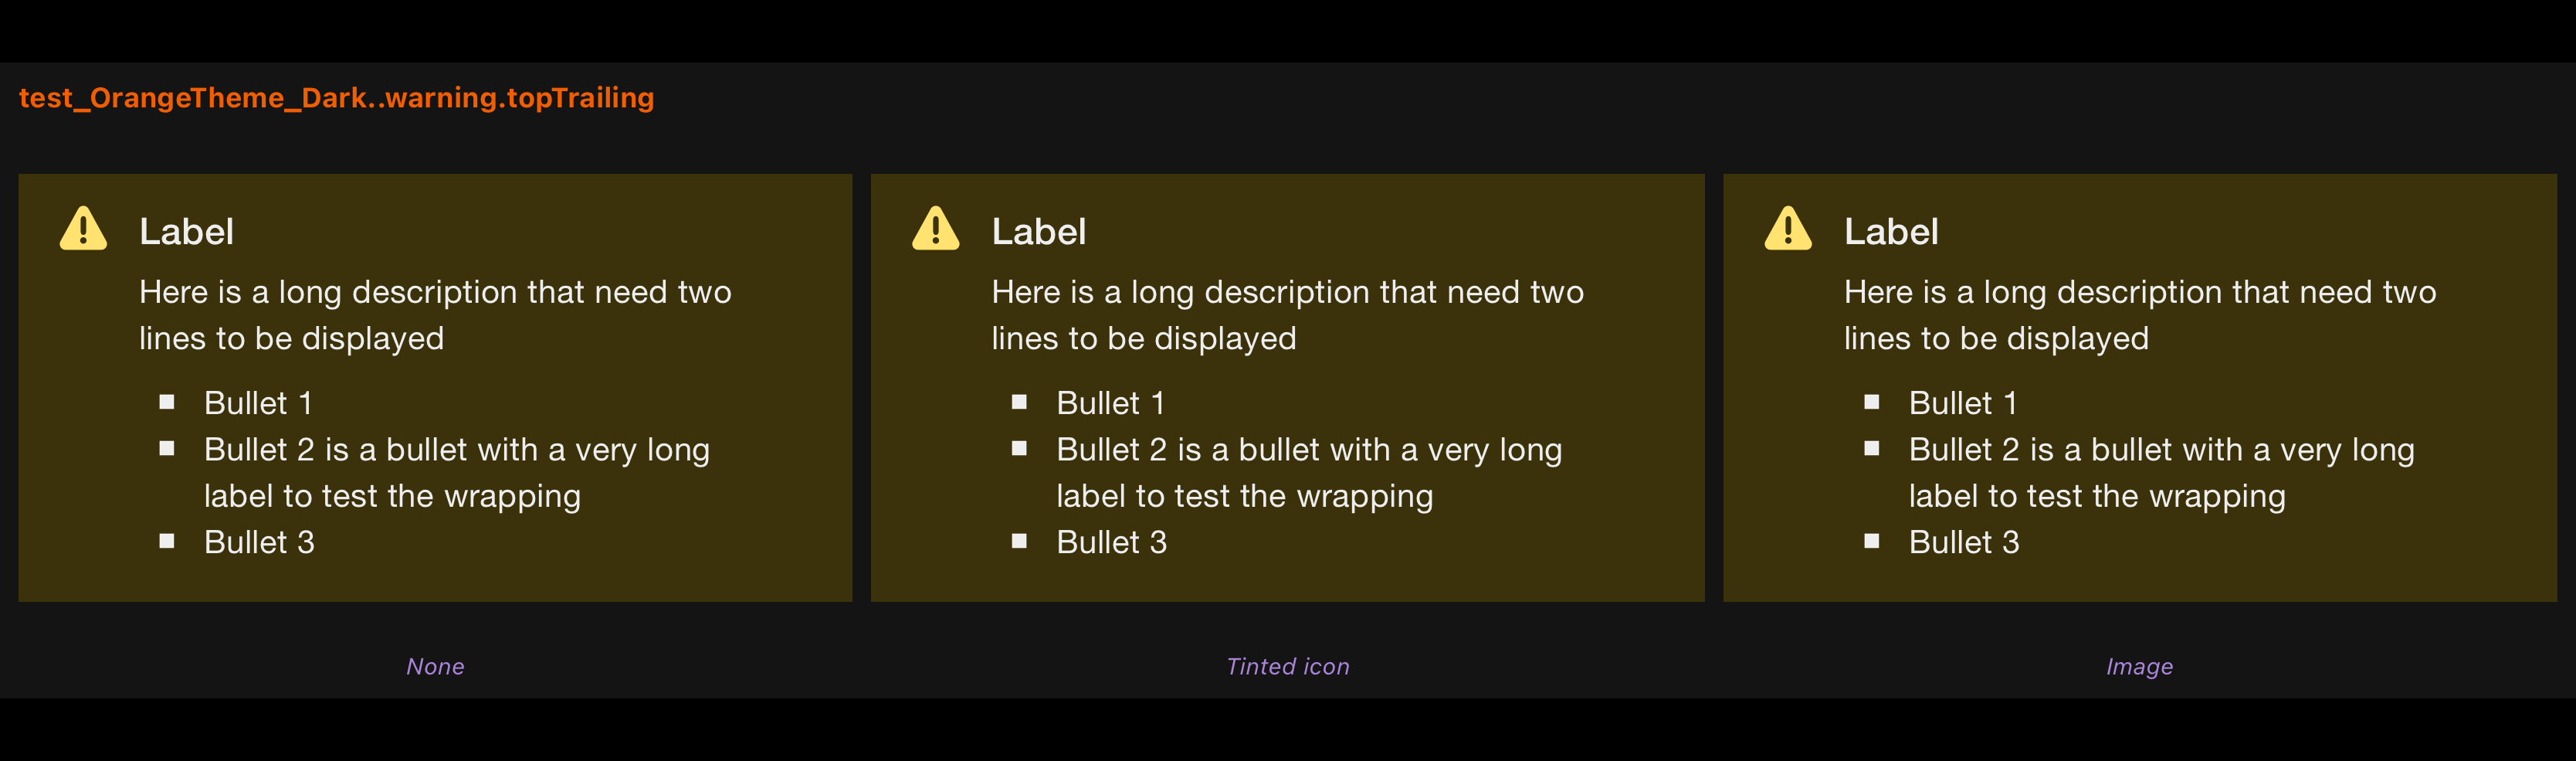 test_OrangeTheme_Dark..warning.topTrailing
Label
Here is a long description that need two
lines to be displayed
Bullet 1
Bullet 2 is a bullet with a very long
label to test the wrapping
Bullet 3
None
Label
Here is a long description that need two
lines to be displayed
Bullet 1
Bullet 2 is a bullet with a very long
label to test the wrapping
Bullet 3
Tinted icon
Label
Here is a long description that need two
lines to be displayed
Bullet 1
Bullet 2 is a bullet with a very long
label to test the wrapping
Bullet 3
Image